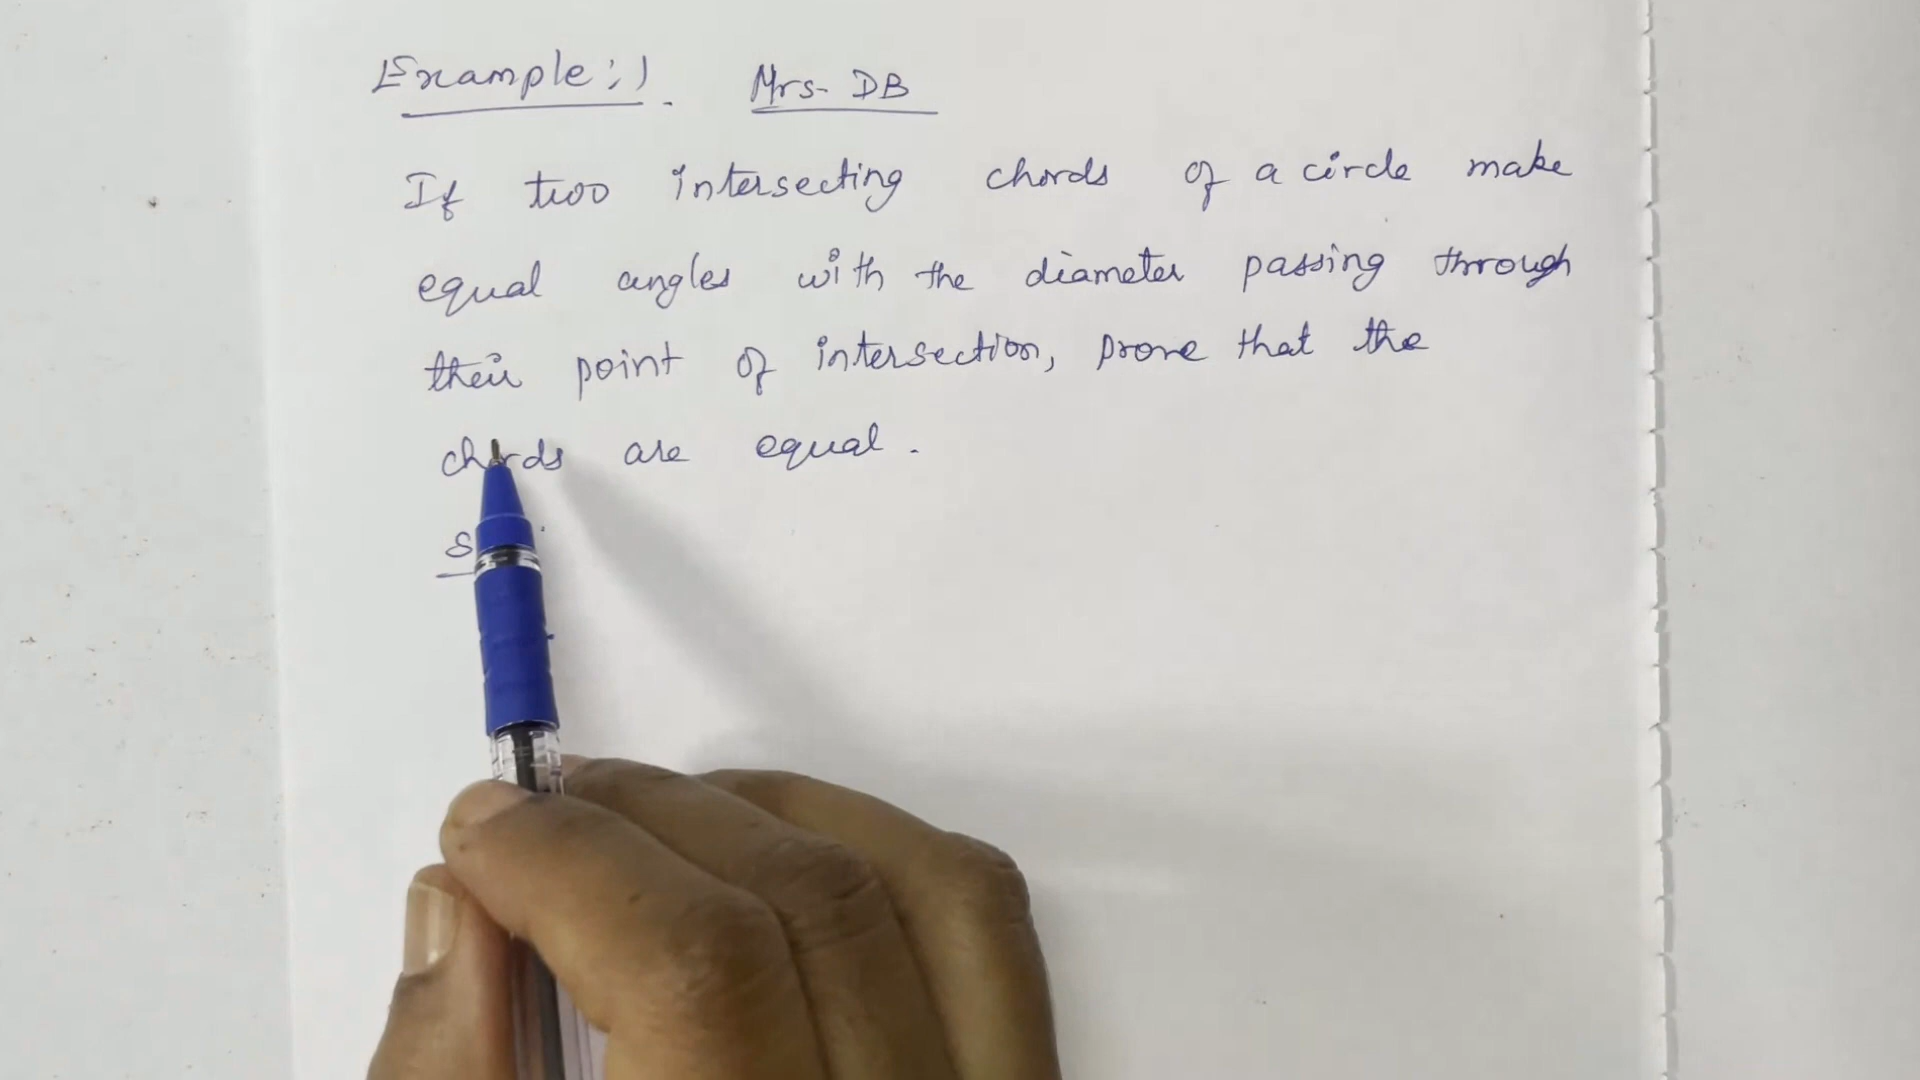 Example:1.
Mrs- DB
If two intersecting chords of a circle make
equal angles with the diameter passing through
their point of intersection, prove that the
chords are equal.